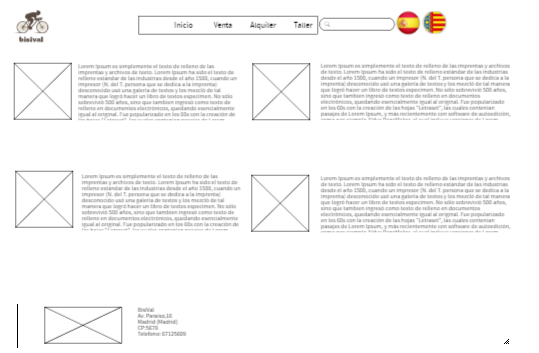 bisival
Inicio Venta Alquiler Taller
Lorem Ipsum es simplemente el texto de relleno de las
imprentas y archivos de texto. Lorem Ipsum ha sido el texto de
relleno estándar de las industrias desde el año 1500, cuando un
impresor (N. del T. persona que se dedica a la imprenta)
desconocido usó una galería de textos y los mezcló de tal
manera que logró hacer un libro de textos especimen. No sólo
sobrevivió 500 años, sino que tambien ingresó como texto de
relleno en documentos electrónicos, quedando esencialmente
igual al original. Fue popularizado en los 60s con la creación de
Lorem Ipsum es simplemente el texto de relleno de las imprentas y
archivos de texto. Lorem Ipsum ha sido el texto de relleno estándar de las
industrias desde el año 1500, cuando un impresor (N. del T. persona que se dedica a la
imprenta) desconocido usó una galería de textos y los mezcló de tal manera
que logró hacer un libro de textos especimen. No sólo sobrevivió 500 años,
sino que tambien ingresó como texto de relleno en documentos
electrónicos, quedando esencialmente igual al original. Fue popularizado
en los 60s con la creación de las hojas "Letraset", las cuales contenian
pasajes de Lorem Ipsum, y más recientemente con software de autoedición,
Lorem Ipsum es simplemente el texto de relleno de las
imprentas y archivos de texto. Lorem Ipsum ha sido el texto de
relleno estándar de las industrias desde el año 1500, cuando un
impresor (N. del T. persona que se dedica a la imprenta)
desconocido usó una galería de textos y los mezcló de tal
manera que logró hacer un libro de textos especimen. No sólo
sobrevivió 500 años, sino que tambien ingresó como texto de
relleno en documentos electrónicos, quedando esencialmente
igual al original. Fue popularizado en los 60s con la creación de
Lorem Ipsum es simplemente el texto de relleno de las imprentas y archivos
de texto. Lorem Ipsum ha sido el texto de relleno estándar de las industrias
desde el año 1500, cuando un impresor (N. del T. persona que se dedica a la
imprenta) desconocido usó una galería de textos y los mezcló de tal manera
que logró hacer un libro de textos especimen. No sólo sobrevivió 500 años,
sino que tambien ingresó como texto de relleno en documentos
electrónicos, quedando esencialmente igual al original. Fue popularizado
en los 60s con la creación de las hojas "Letraset", las cuales contenian
pasajes de Lorem Ipsum, y más recientemente con software de autoedición,
BisiVal
Av. Paraiso,16
Madrid (Madrid)
CP:5678
Telefono: 67125609